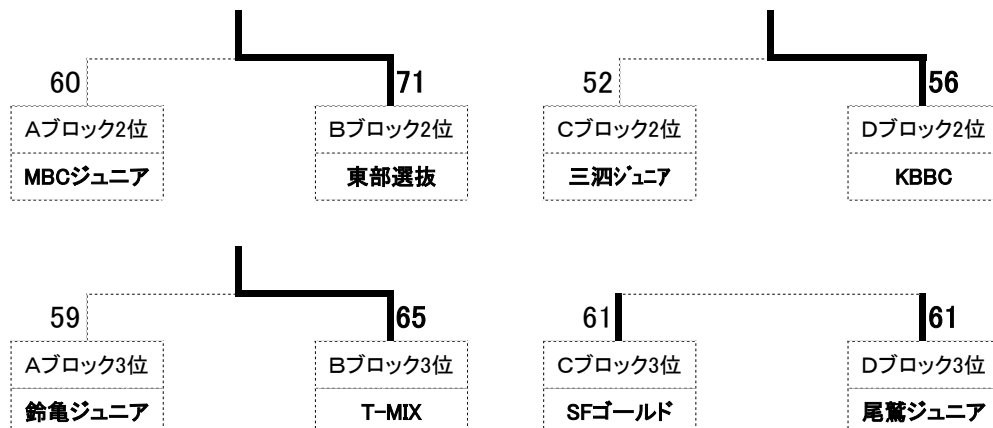 60 71 52 56
Aブロック2位 Bブロック2位 Cブロック2位 Dブロック2位
MBCジュニア 東部選抜 三泗ジュニア KBBC
59 65 61 61
Aブロック3位 Bブロック3位 Cブロック3位 Dブロック3位
鈴亀ジュニア T-MIX SFゴールド 尾鷲ジュニア